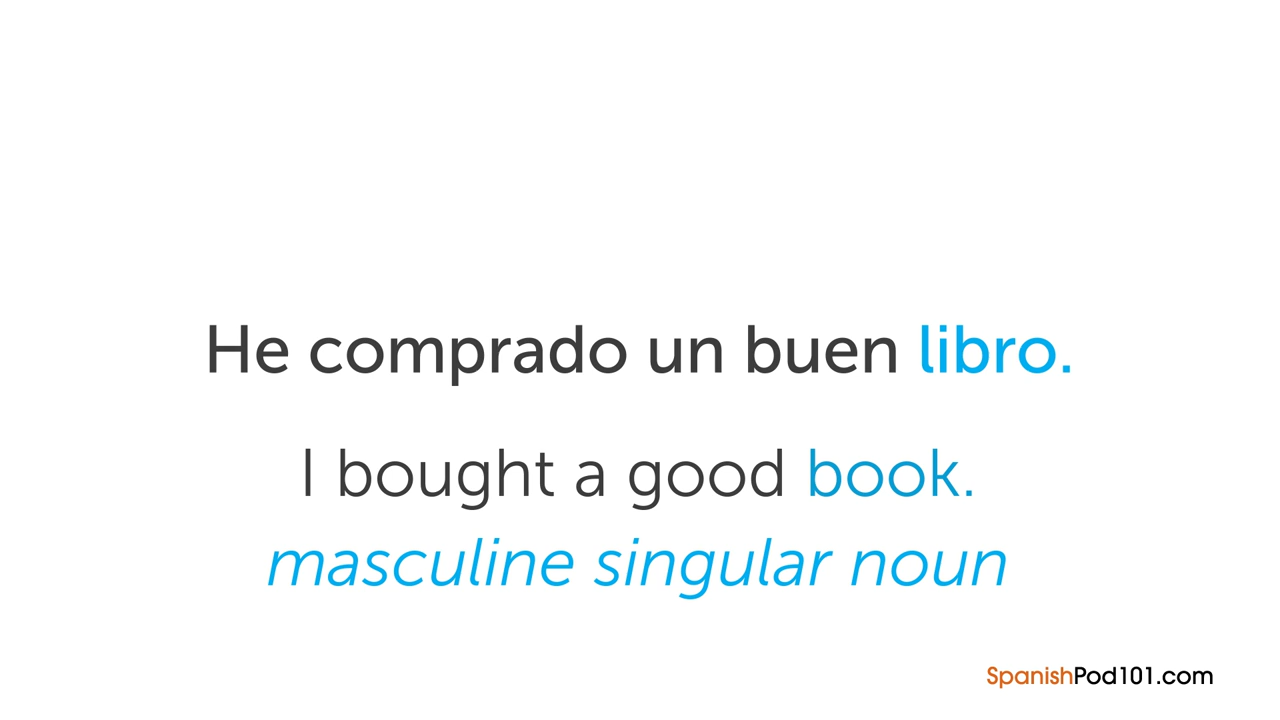 He comprado un buen libro.
I bought a good book.
masculine singular noun
SpanishPod101.com